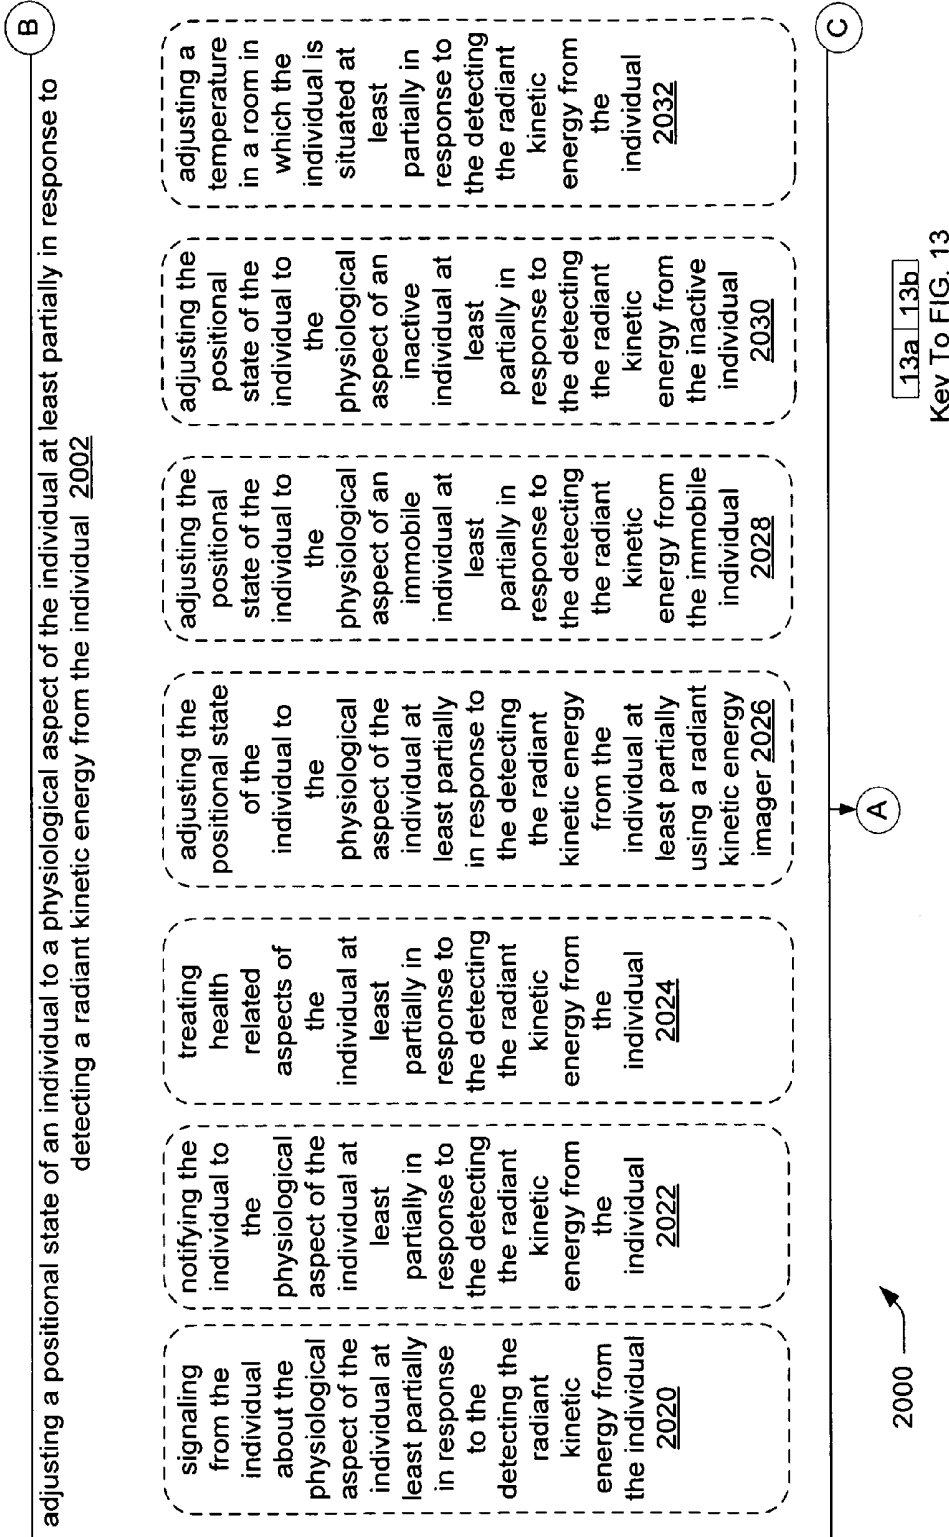 B
adjusting a positional state of an individual to a physiological aspect of the individual at least partially in response to
detecting a radiant kinetic energy from the individual 2002
signaling
from the
individual
about the
physiological
aspect of the
individual at
least partially
in response
to the
detecting the
radiant
kinetic
energy from
the individual
2020
notifying the
individual to
the
physiological
aspect of the
individual at
least
partially in
response to
the detecting
the radiant
kinetic
energy from
the
individual
2022
treating
health
related
aspects of
the
individual at
least
partially in
response to
the detecting
the radiant
kinetic
energy from
the
individual
2024
adjusting the
positional state
of the
individual to
the
physiological
aspect of the
individual at
least partially
in response to
the detecting
the radiant
kinetic energy
from the
individual at
least partially
using a radiant
kinetic energy
imager 2026
adjusting the
positional
state of the
individual to
the
physiological
aspect of an
immobile
individual at
least
partially in
response to
the detecting
the radiant
kinetic
energy from
the immobile
individual
2028
adjusting the
positional
state of the
individual to
the
physiological
aspect of an
inactive
individual at
least
partially in
response to
the detecting
the radiant
kinetic
energy from
the inactive
individual
2030
adjusting a
temperature
in a room in
which the
individual is
situated at
least
partially in
response to
the detecting
the radiant
kinetic
energy from
the
individual
2032
C
A
2000
13a 13b
Key To FIG. 13